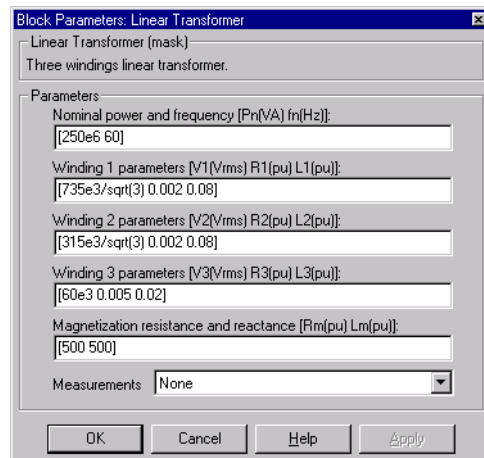 Block Parameters: Linear Transformer
Linear Transformer (mask)
Three windings linear transformer.
Parameters
Nominal power and frequency [Pn(VA) fn(Hz)]:
[250e6 60]
Winding 1 parameters [V1(Vrms) R1(pu) L1(pu)]:
[735e3/sqrt(3) 0.002 0.08]
Winding 2 parameters [V2(Vrms) R2(pu) L2(pu)]:
[315e3/sqrt(3) 0.002 0.08]
Winding 3 parameters [V3(Vrms) R3(pu) L3(pu)]:
[60e3 0.005 0.02]
Magnetization resistance and reactance [Rm(pu) Lm(pu)]:
[500 500]
Measurements None
OK Cancel Help Apply